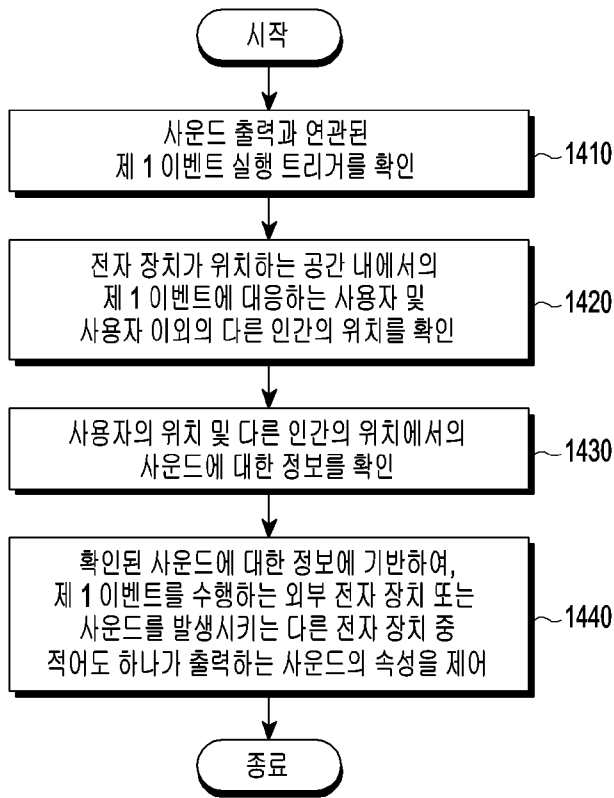 시작
사운드 출력과 연관된
제 1 이벤트 실행 트리거를 확인
1410
전자 장치가 위치하는 공간 내에서의
제 1 이벤트에 대응하는 사용자 및
사용자 이외의 다른 인간의 위치를 확인
1420
사용자의 위치 및 다른 인간의 위치에서의
사운드에 대한 정보를 확인
1430
확인된 사운드에 대한 정보에 기반하여,
제 1 이벤트를 수행하는 외부 전자 장치 또는
사운드를 발생시키는 다른 전자 장치 중
적어도 하나가 출력하는 사운드의 속성을 제어
1440
종료